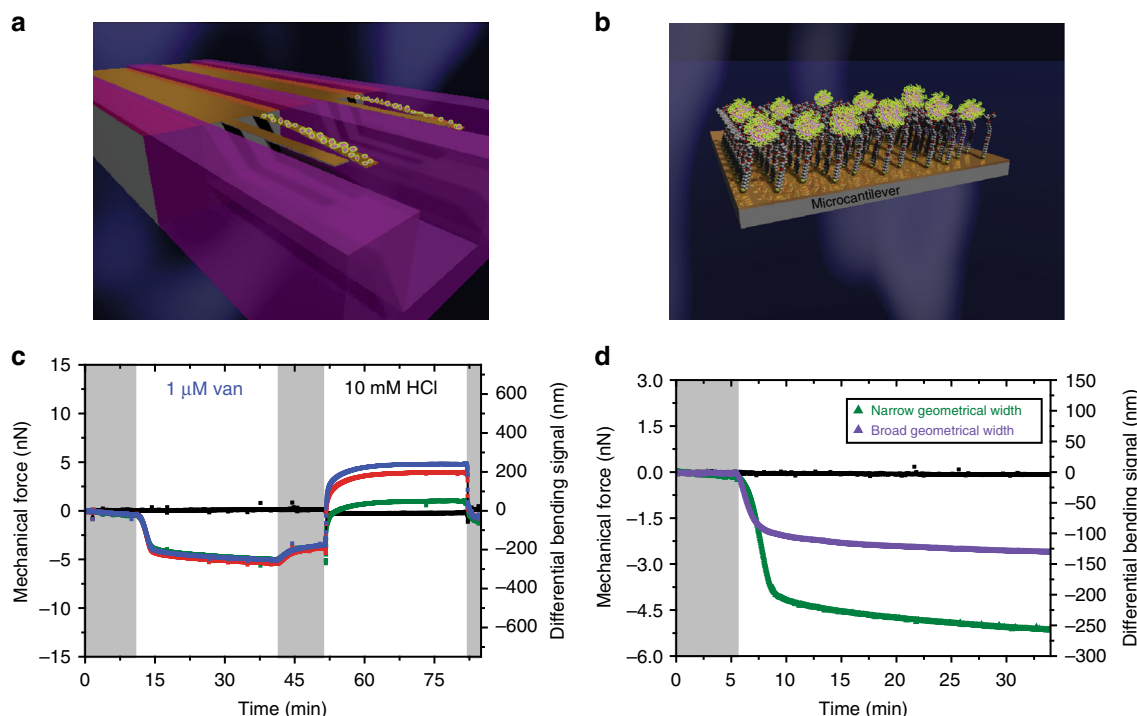 a
b
Microcantilever
c
1 μM van
10 mM HCl
Mechanical force (nN)
15
10
5
0
−5
−10
−15
600
400
200
0
−200
−400
−600
Differential bending signal (nm)
0
15
30
45
60
75
Time (min)
d
Narrow geometrical width
Broad geometrical width
Mechanical force (nN)
3.0
1.5
0.0
−1.5
−3.0
−4.5
−6.0
150
100
50
0
−50
−100
−150
−200
−250
−300
Differential bending signal (nm)
0
5
10
15
20
25
30
Time (min)